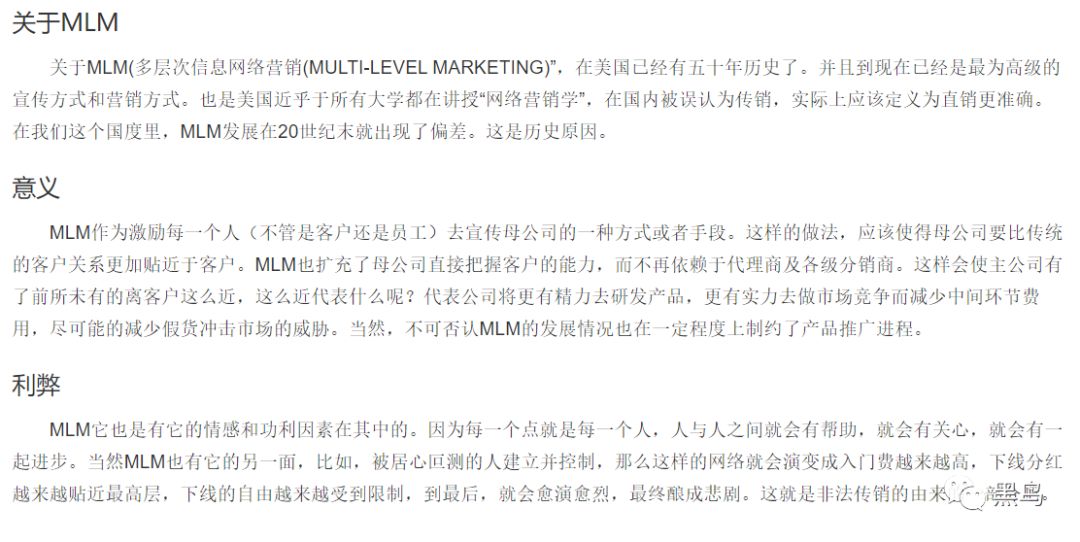 关于MLM
关于MLM(多层次信息网络营销(MULTI-LEVEL MARKETING)”，在美国已经有五十年历史了。并且到现在已经是最为高级的
宣传方式和营销方式。也是美国近乎于所有大学都在讲授“网络营销学”，在国内被误认为传销，实际上应该定义为直销更准确。
在我们这个国度里，MLM发展在20世纪末就出现了偏差。这是历史原因。
意义
MLM作为激励每一个人（不管是客户还是员工）去宣传母公司的一种方式或者手段。这样的做法，应该使得母公司要比传统
的客户关系更加贴近于客户。MLM也扩充了母公司直接把握客户的能力，而不再依赖于代理商及各级分销商。这样会使主公司有
了前所未有的离客户这么近，这么近代表什么呢？代表公司将更有精力去研发产品，更有实力去做市场竞争而减少中间环节费
用，尽可能的减少假货冲击市场的威胁。当然，不可否认MLM的发展情况也在一定程度上制约了产品推广进程。
利弊
MLM它也是有它的情感和功利因素在其中的。因为每一个点就是每一个人，人与人之间就会有帮助，就会有关心，就会有一
起进步。当然MLM也有它的另一面，比如，被居心叵测的人建立并控制，那么这样的网络就会演变成入门费越来越高，下线分红
越来越贴近最高层，下线的自由越来越受到限制，到最后，就会愈演愈烈，最终酿成悲剧。这就是非法传销的由来
黑鸟